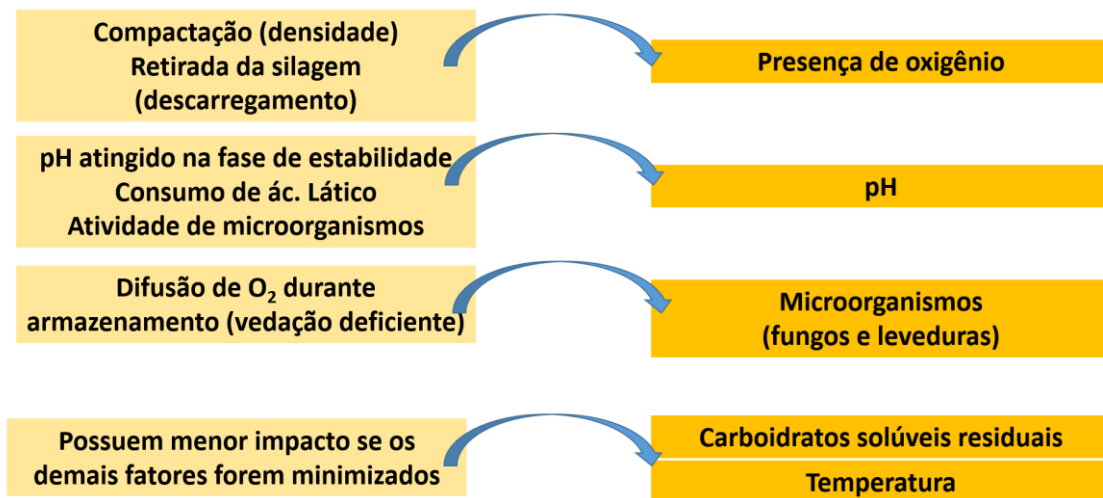 Compactação (densidade)
Retirada da silagem
(descarregamento)
Presença de oxigênio
pH atingido na fase de estabilidade
Consumo de ác. Lático
Atividade de microorganismos
pH
Difusão de O₂ durante
armazenamento (vedação deficiente)
Microorganismos
(fungos e leveduras)
Possuem menor impacto se os
demais fatores forem minimizados
Carboidratos solúveis residuais
Temperatura